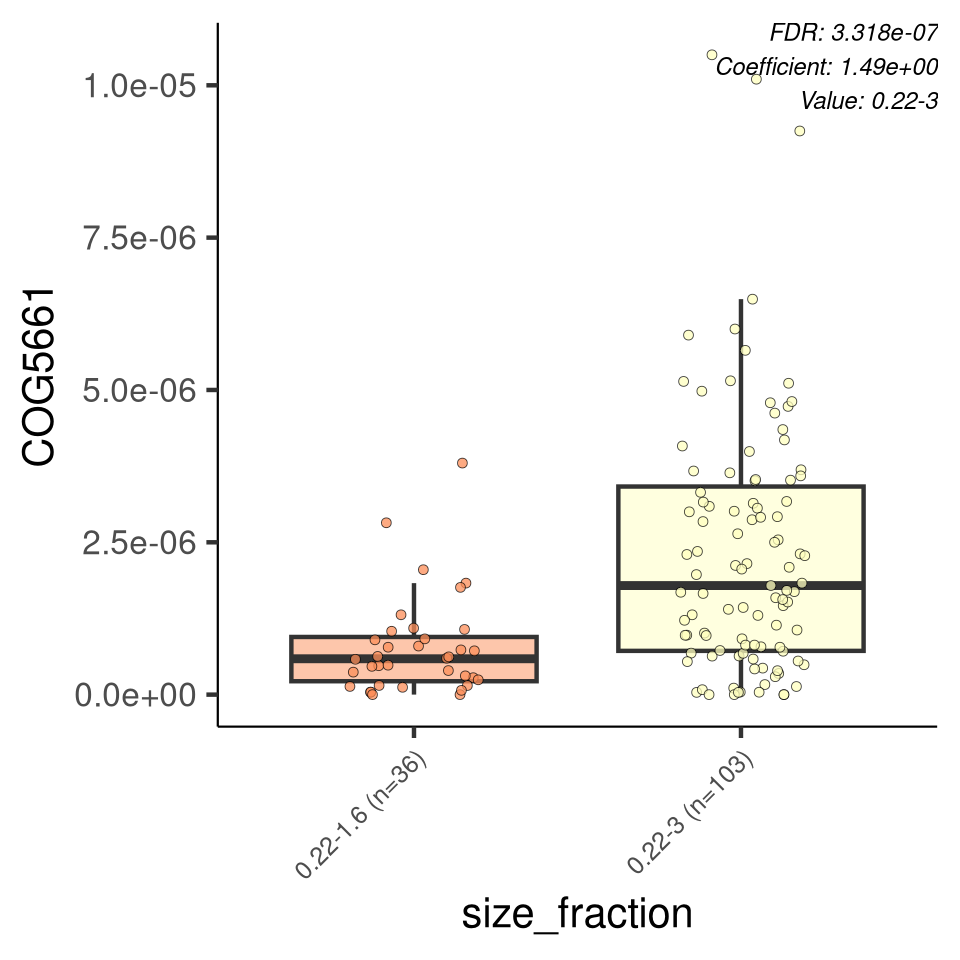 FDR: 3.318e-07
Coefficient: 1.49e+00
Value: 0.22-3
1.0e-05
7.5e-06
5.0e-06
2.5e-06
0.0e+00
COG5661
0.22-1.6 (n=36)
0.22-3 (n=103)
size_fraction